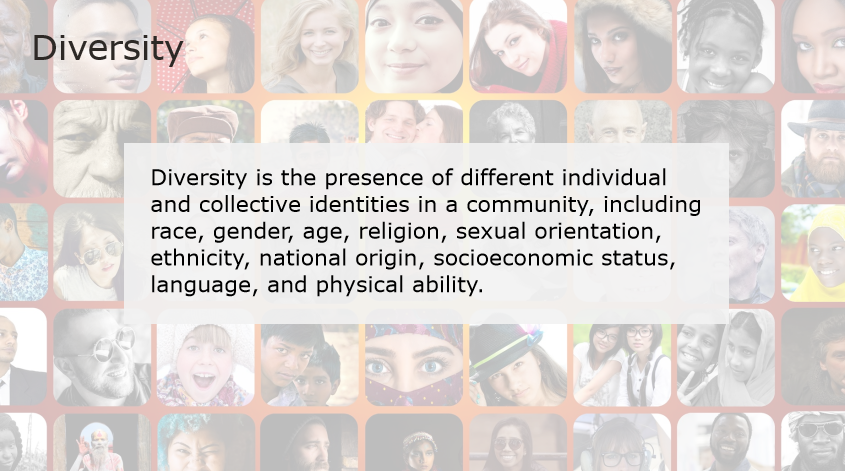 Diversity
Diversity is the presence of different individual
and collective identities in a community, including
race, gender, age, religion, sexual orientation,
ethnicity, national origin, socioeconomic status,
language, and physical ability.